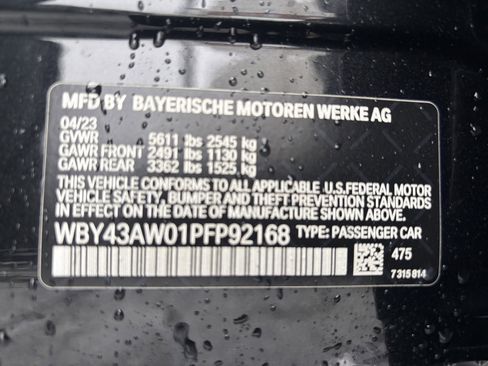 MFD BY BAYERISCHE MOTOREN WERKE AG
04/23
GVWR 5611 lbs 2545 kg
GAWR FRONT 2491 lbs 1130 kg
GAWR REAR 3362 lbs 1525 kg
THIS VEHICLE CONFORMS TO ALL APPLICABLE U.S.FEDERAL MOTOR
VEHICLE SAFETY, BUMPER, AND THEFT PREVENTION STANDARDS
IN EFFECT ON THE DATE OF MANUFACTURE SHOWN ABOVE.
WBY43AW01PFP92168 TYPE: PASSENGER CAR
475
7315814